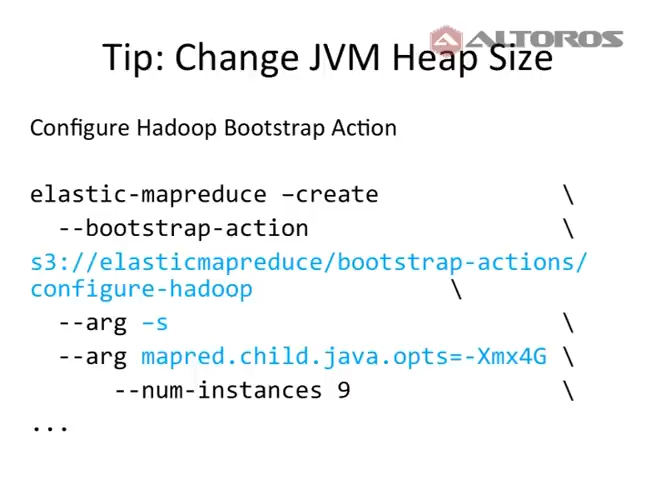 ALTOROS
Tip: Change JVM Heap Size
Configure Hadoop Bootstrap Action
elastic-mapreduce –create \
--bootstrap-action \
s3://elasticmapreduce/bootstrap-actions/
configure-hadoop \
--arg –s \
--arg mapred.child.java.opts=-Xmx4G \
--num-instances 9 \
...